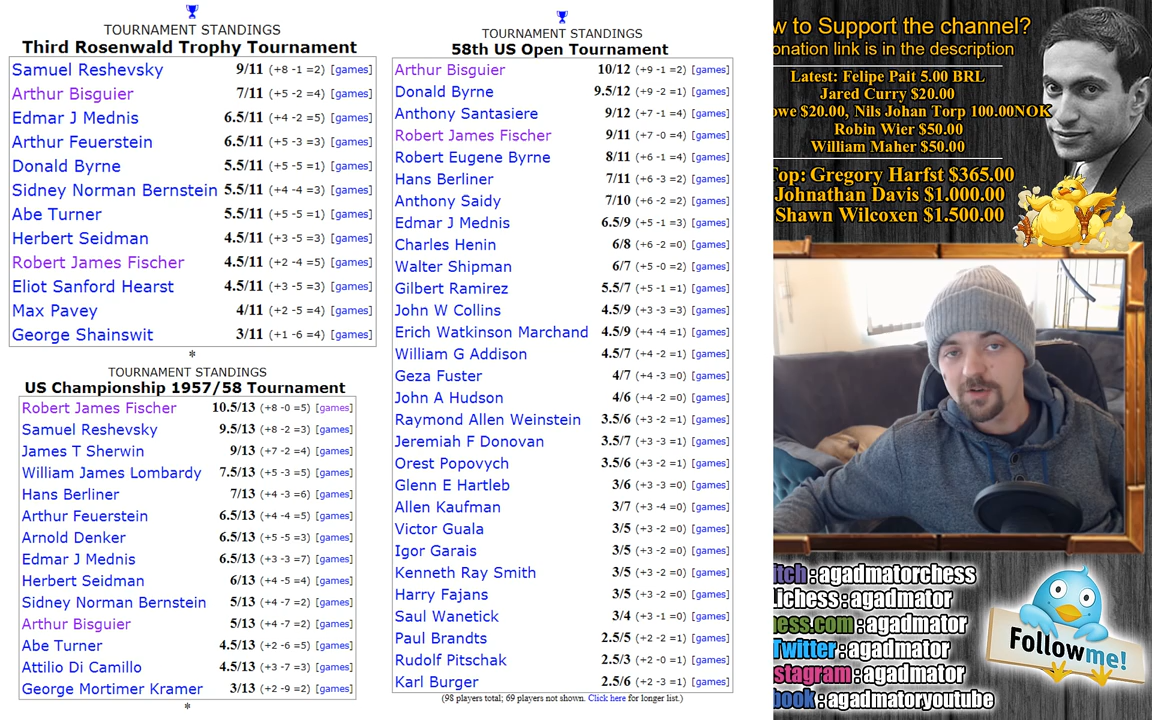 TOURNAMENT STANDINGS
Third Rosenwald Trophy Tournament
Samuel Reshevsky 9/11 (+8 -1 =2) [games]
Arthur Bisguier 7/11 (+5 -2 =4) [games]
Edmar J Mednis 6.5/11 (+4 -2 =5) [games]
Arthur Feuerstein 6.5/11 (+5 -3 =3) [games]
Donald Byrne 5.5/11 (+5 -5 =1) [games]
Sidney Norman Bernstein 5.5/11 (+4 -4 =3) [games]
Abe Turner 5.5/11 (+5 -5 =1) [games]
Herbert Seidman 4.5/11 (+3 -5 =3) [games]
Robert James Fischer 4.5/11 (+2 -4 =5) [games]
Eliot Sanford Hearst 4.5/11 (+3 -5 =3) [games]
Max Pavey 4/11 (+2 -5 =4) [games]
George Shainswit 3/11 (+1 -6 =4) [games]
*
TOURNAMENT STANDINGS
US Championship 1957/58 Tournament
Robert James Fischer 10.5/13 (+8 -0 =5) [games]
Samuel Reshevsky 9.5/13 (+8 -2 =3) [games]
James T Sherwin 9/13 (+7 -2 =4) [games]
William James Lombardy 7.5/13 (+5 -3 =5) [games]
Hans Berliner 7/13 (+4 -3 =6) [games]
Arthur Feuerstein 6.5/13 (+4 -4 =5) [games]
Arnold Denker 6.5/13 (+5 -5 =3) [games]
Edmar J Mednis 6.5/13 (+3 -3 =7) [games]
Herbert Seidman 6/13 (+4 -5 =4) [games]
Sidney Norman Bernstein 5/13 (+4 -7 =2) [games]
Arthur Bisguier 5/13 (+4 -7 =2) [games]
Abe Turner 4.5/13 (+2 -6 =5) [games]
Attilio Di Camillo 4.5/13 (+3 -7 =3) [games]
George Mortimer Kramer 3/13 (+2 -9 =2) [games]
*
TOURNAMENT STANDINGS
58th US Open Tournament
Arthur Bisguier 10/12 (+9 -1 =2) [games]
Donald Byrne 9.5/12 (+9 -2 =1) [games]
Anthony Santasiere 9/12 (+7 -1 =4) [games]
Robert James Fischer 9/11 (+7 -0 =4) [games]
Robert Eugene Byrne 8/11 (+6 -1 =4) [games]
Hans Berliner 7/11 (+6 -3 =2) [games]
Anthony Saidy 7/10 (+6 -2 =2) [games]
Edmar J Mednis 6.5/9 (+5 -1 =3) [games]
Charles Henin 6/8 (+6 -2 =0) [games]
Walter Shipman 6/7 (+5 -0 =2) [games]
Gilbert Ramirez 5.5/7 (+5 -1 =1) [games]
John W Collins 4.5/9 (+3 -3 =3) [games]
Erich Watkinson Marchand 4.5/9 (+4 -4 =1) [games]
William G Addison 4.5/7 (+4 -2 =1) [games]
Geza Fuster 4/7 (+4 -3 =0) [games]
John A Hudson 4/6 (+4 -2 =0) [games]
Raymond Allen Weinstein 3.5/6 (+3 -2 =1) [games]
Jeremiah F Donovan 3.5/7 (+3 -3 =1) [games]
Orest Popovych 3.5/6 (+3 -2 =1) [games]
Glenn E Hartleb 3/6 (+3 -3 =0) [games]
Allen Kaufman 3/7 (+3 -4 =0) [games]
Victor Guala 3/5 (+3 -2 =0) [games]
Igor Garais 3/5 (+3 -2 =0) [games]
Kenneth Ray Smith 3/5 (+3 -2 =0) [games]
Harry Fajans 3/5 (+3 -2 =0) [games]
Saul Wanetick 3/4 (+3 -1 =0) [games]
Paul Brandts 2.5/5 (+2 -2 =1) [games]
Rudolf Pitschak 2.5/3 (+2 -0 =1) [games]
Karl Burger 2.5/6 (+2 -3 =1) [games]
(98 players total; 69 players not shown. Click here for longer list.)
w to Support the channel?
onation link is in the description
Latest: Felipe Pait 5.00 BRL
Jared Curry $20.00
owe $20.00, Nils Johan Torp 100.00NOK
Robin Wier $50.00
William Maher $50.00
Top: Gregory Harfst $365.00
Johnathan Davis $1.000.00
Shawn Wilcoxen $1.500.00
itch:agadmatorchess
Lichess:agadmator
hess.com:agadmator
Twitter:agadmator
nstagram:agadmator
book:agadmatoryoutube
Follow me!